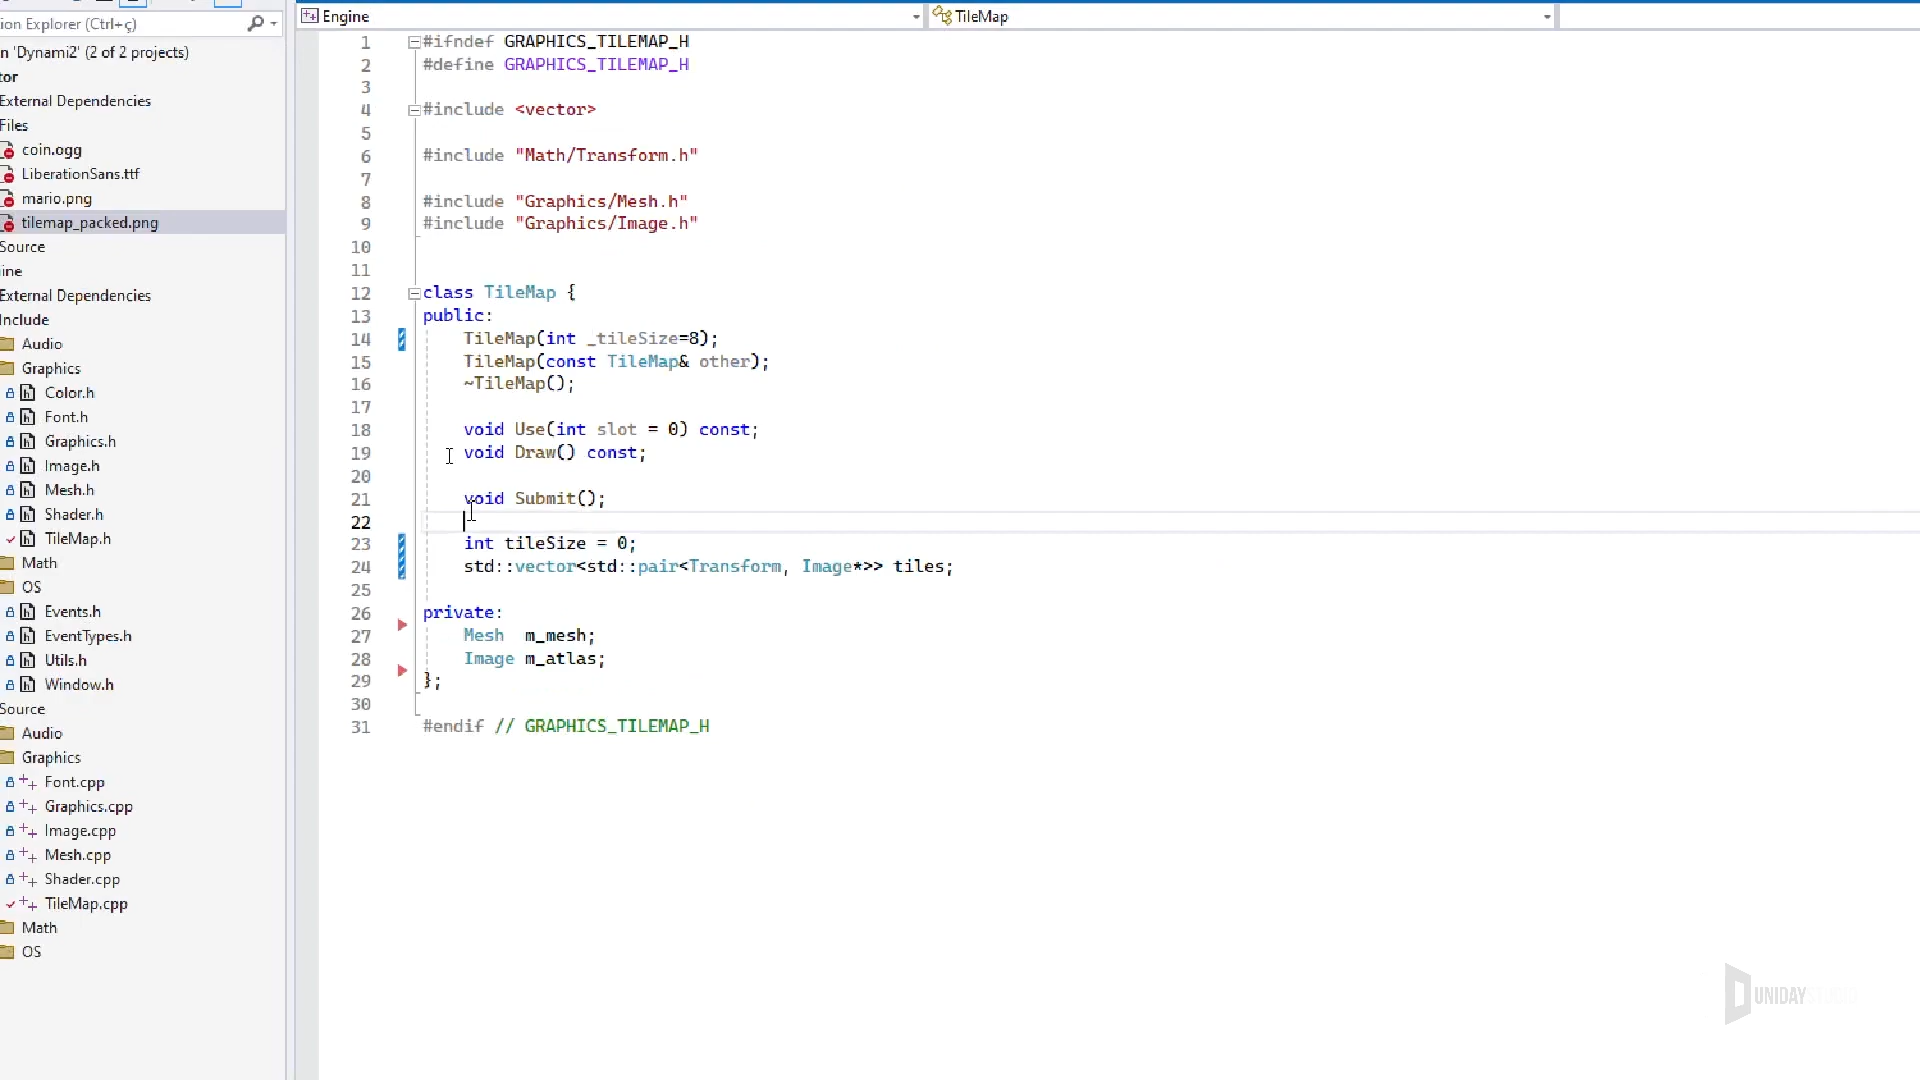 ion Explorer (Ctrl+ç)
n 'Dynami2' (2 of 2 projects)
tor
External Dependencies
Files
coin.ogg
LiberationSans.ttf
mario.png
tilemap_packed.png
Source
ine
External Dependencies
Include
Audio
Graphics
Color.h
Font.h
Graphics.h
Image.h
Mesh.h
Shader.h
TileMap.h
Math
OS
Events.h
EventTypes.h
Utils.h
Window.h
Source
Audio
Graphics
Font.cpp
Graphics.cpp
Image.cpp
Mesh.cpp
Shader.cpp
TileMap.cpp
Math
OS
Engine
TileMap
1 #ifndef GRAPHICS_TILEMAP_H
2 #define GRAPHICS_TILEMAP_H
3
4 #include <vector>
5
6 #include "Math/Transform.h"
7
8 #include "Graphics/Mesh.h"
9 #include "Graphics/Image.h"
10
11
12 class TileMap {
13 public:
14 TileMap(int _tileSize=8);
15 TileMap(const TileMap& other);
16 ~TileMap();
17
18 void Use(int slot = 0) const;
19 void Draw() const;
20
21 void Submit();
22
23 int tileSize = 0;
24 std::vector<std::pair<Transform, Image*>> tiles;
25
26 private:
27 Mesh m_mesh;
28 Image m_atlas;
29 };
30
31 #endif // GRAPHICS_TILEMAP_H
UNIDAY